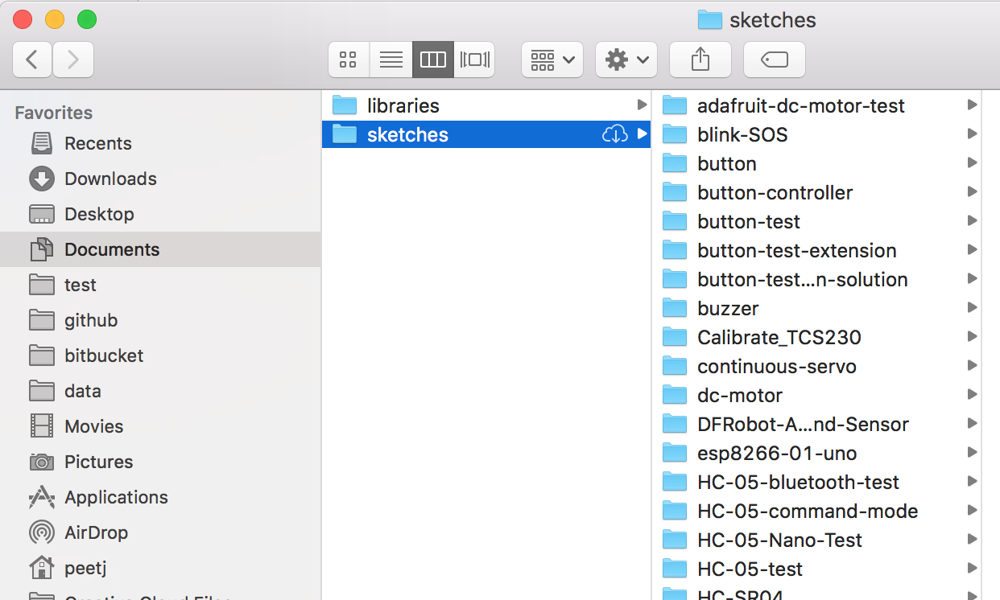 sketches
Favorites
Recents
Downloads
Desktop
Documents
test
github
bitbucket
data
Movies
Pictures
Applications
AirDrop
peetj
Creative Cloud Files
libraries
sketches
adafruit-dc-motor-test
blink-SOS
button
button-controller
button-test
button-test-extension
button-test...n-solution
buzzer
Calibrate_TCS230
continuous-servo
dc-motor
DFRobot-A...nd-Sensor
esp8266-01-uno
HC-05-bluetooth-test
HC-05-command-mode
HC-05-Nano-Test
HC-05-test
HC-SR04